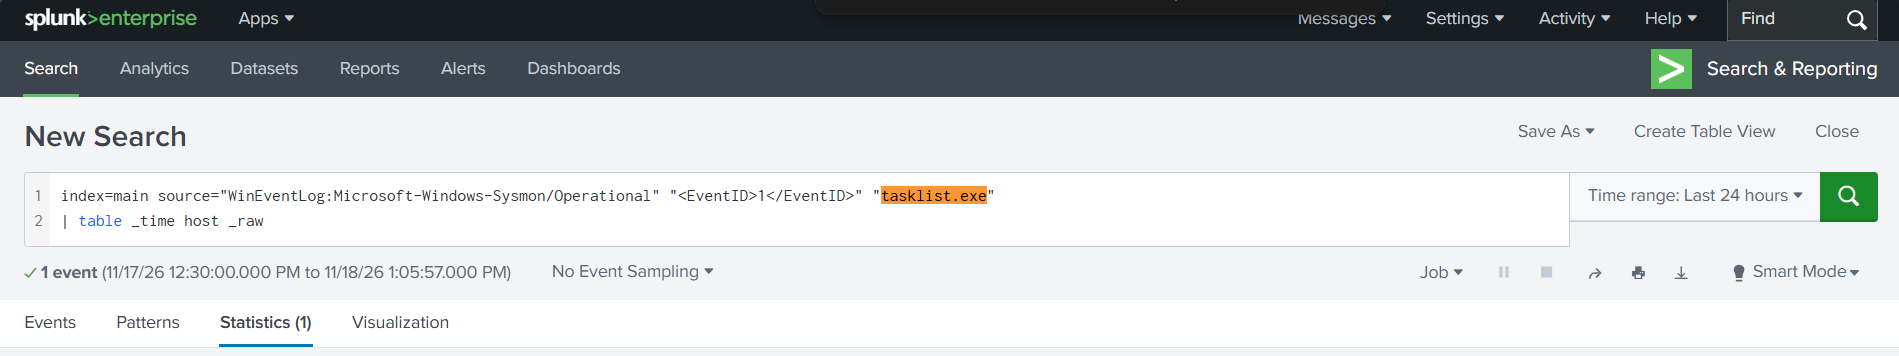 splunk>enterprise Apps Messages Settings Activity Help Find
Search Analytics Datasets Reports Alerts Dashboards Search & Reporting
New Search Save As Create Table View Close
1 index=main source="WinEventLog:Microsoft-Windows-Sysmon/Operational" "<EventID>1</EventID>" "tasklist.exe" Time range: Last 24 hours
2 | table _time host _raw
1 event (11/17/26 12:30:00.000 PM to 11/18/26 1:05:57.000 PM) No Event Sampling Job Smart Mode
Events Patterns Statistics (1) Visualization